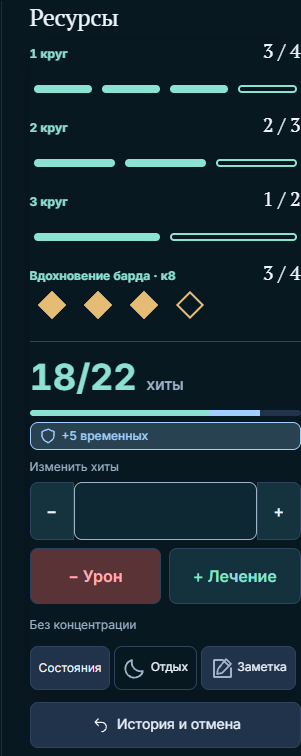 Ресурсы
1 круг 3 / 4
2 круг 2 / 3
3 круг 1 / 2
Вдохновение барда · к8 3 / 4
18/22 хиты
+5 временных
Изменить хиты
− +
− Урон + Лечение
Без концентрации
Состояния Отдых Заметка
История и отмена